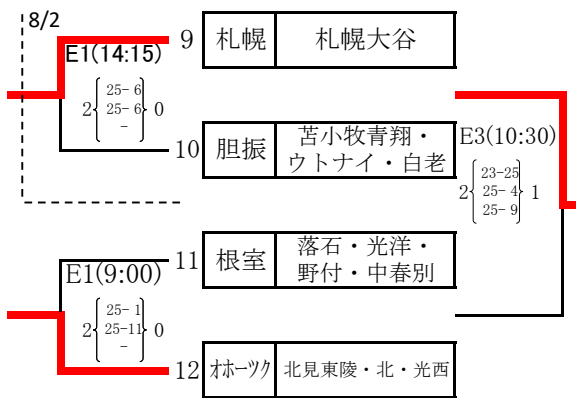 8/2
E1(14:15)
2 25- 6 0
25- 6
-
9 札幌 札幌大谷
10 胆振 苫小牧青翔・
ウトナイ・白老
E3(10:30)
2 23-25 1
25- 4
25- 9
11 根室 落石・光洋・
野付・中春別
E1(9:00)
2 25- 1 0
25-11
-
12 ｵﾎｰﾂｸ 北見東陵・北・光西